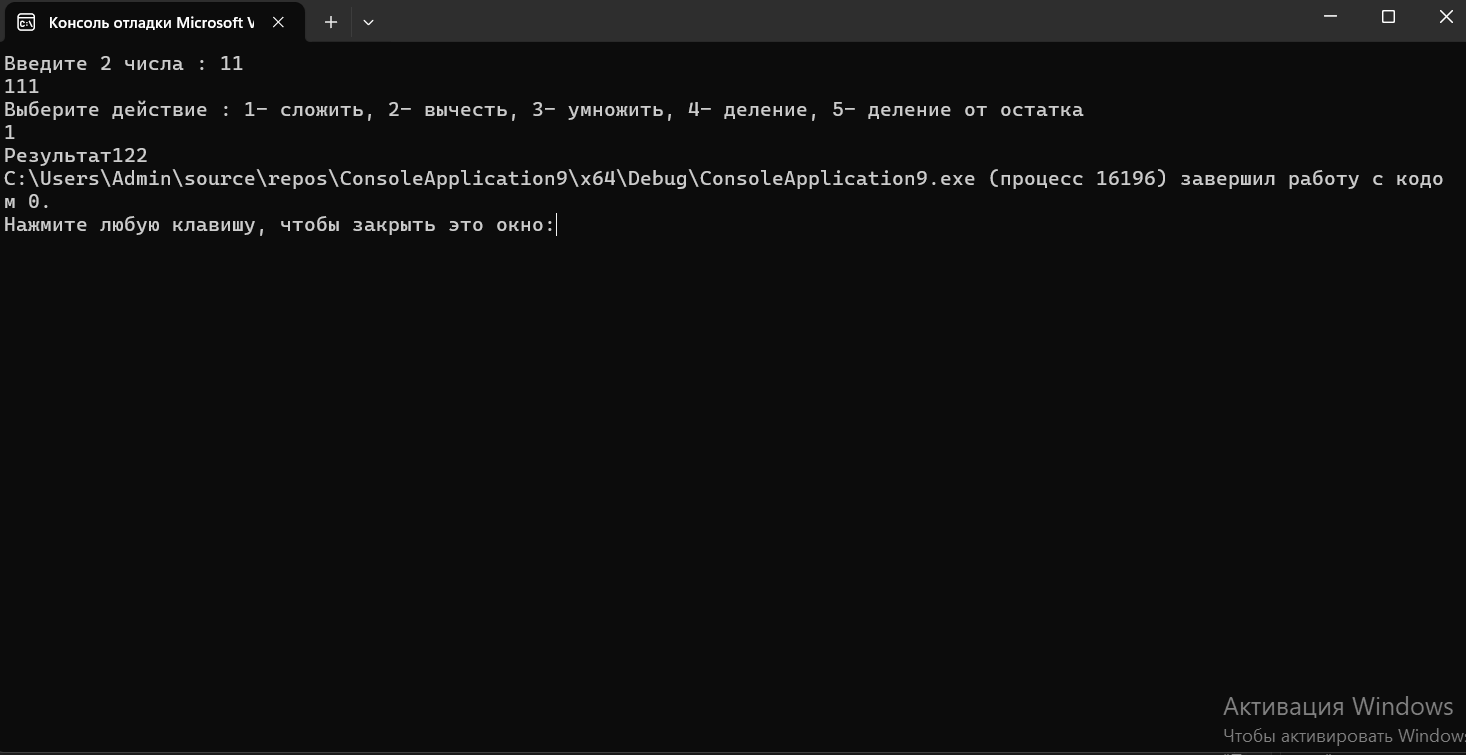 Консоль отладки Microsoft V
Введите 2 числа : 11
111
Выберите действие : 1- сложить, 2- вычесть, 3- умножить, 4- деление, 5- деление от остатка
1
Результат122
C:\Users\Admin\source\repos\ConsoleApplication9\x64\Debug\ConsoleApplication9.exe (процесс 16196) завершил работу с кодо
м 0.
Нажмите любую клавишу, чтобы закрыть это окно:
Активация Windows
Чтобы активировать Windows